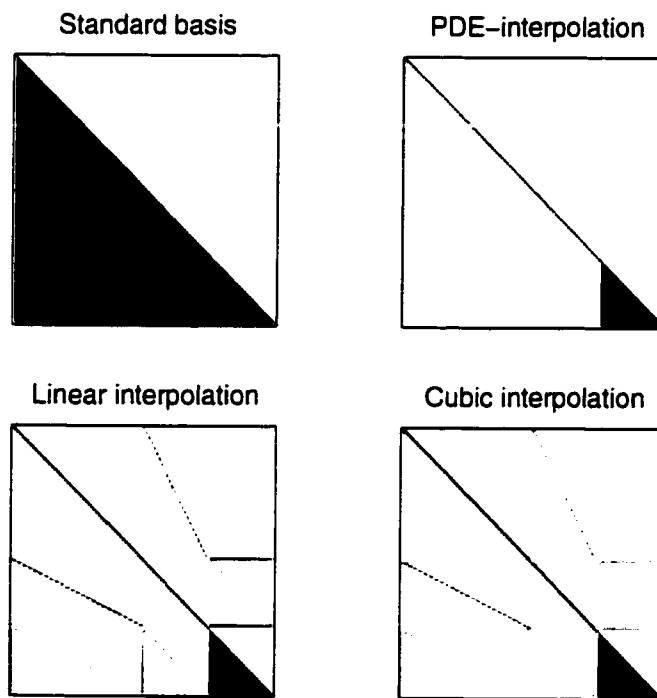 Standard basis
PDE–interpolation
Linear interpolation
Cubic interpolation